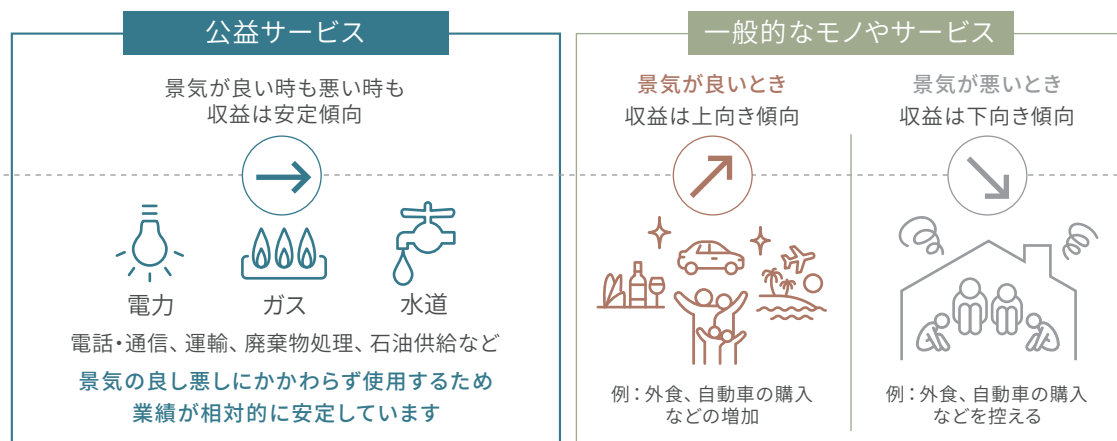 公益サービス
景気が良い時も悪い時も
収益は安定傾向
電力
ガス
水道
電話・通信、運輸、廃棄物処理、石油供給など
景気の良し悪しにかかわらず使用するため
業績が相対的に安定しています
一般的なモノやサービス
景気が良いとき
収益は上向き傾向
例：外食、自動車の購入
などの増加
景気が悪いとき
収益は下向き傾向
例：外食、自動車の購入
などを控える